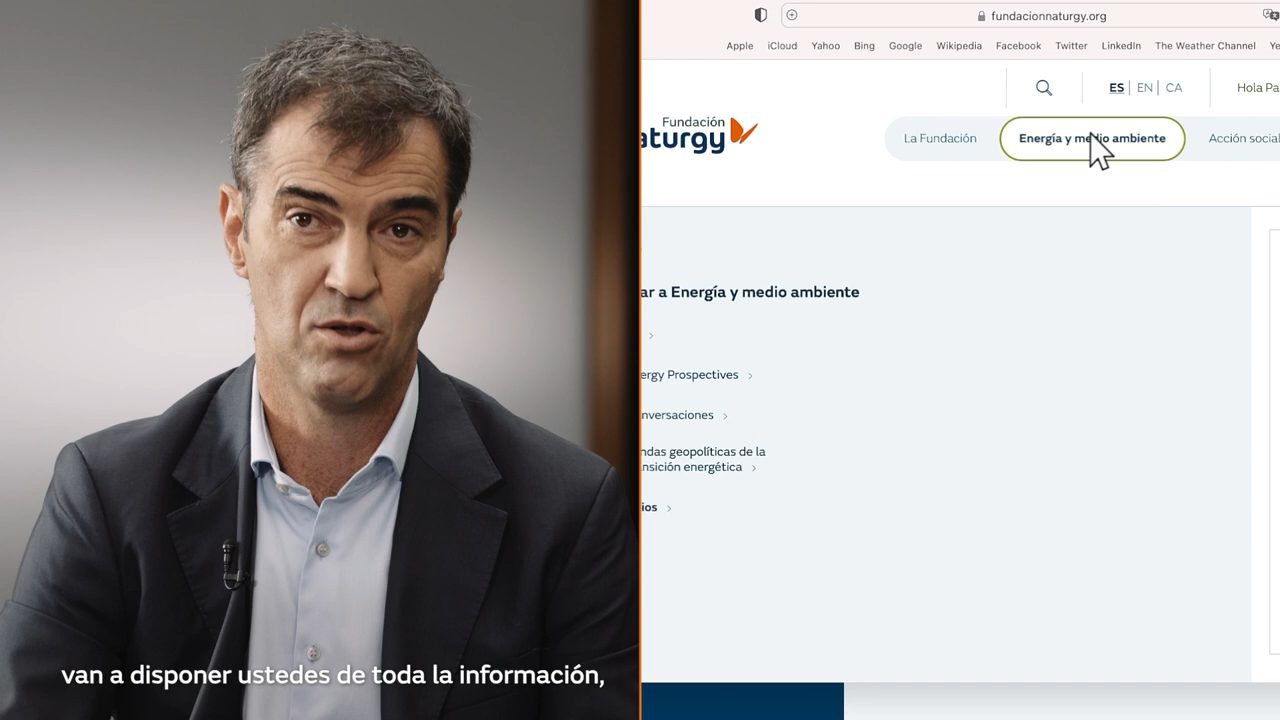 van a disponer ustedes de toda la información,
fundacionnaturgy.org
Apple iCloud Yahoo Bing Google Wikipedia Facebook Twitter LinkedIn The Weather Channel Ye
ES EN CA
Hola Pa
Fundación
aturgy
La Fundación
Energía y medio ambiente
Acción social
ar a Energía y medio ambiente
ergy Prospectives
nversaciones
ndas geopolíticas de la
nsición energética
ios